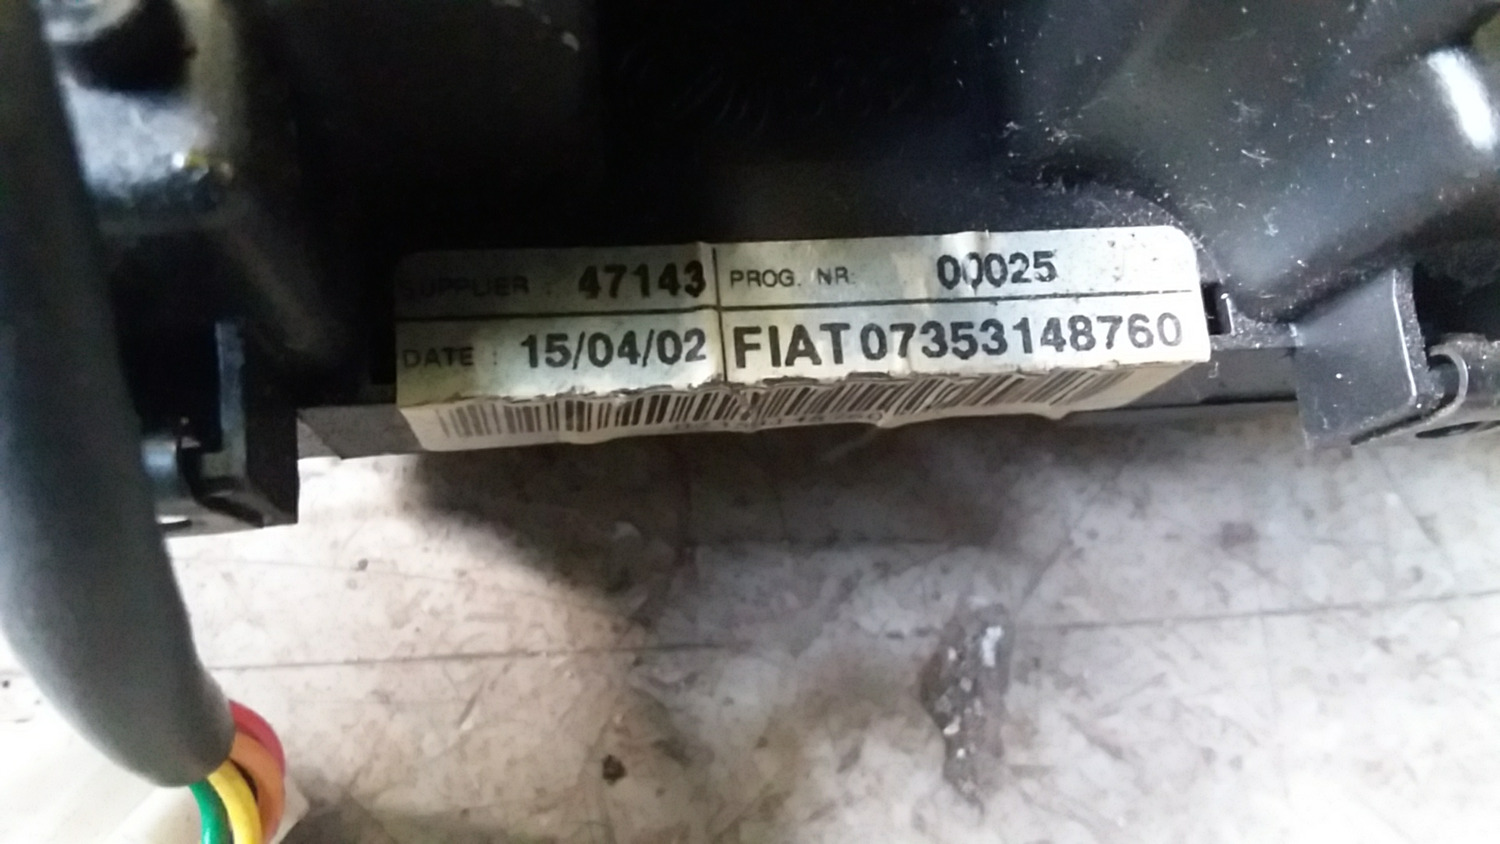 SUPPLIER : 47143 PROG. NR: 00025
DATE : 15/04/02 FIAT 07353148760